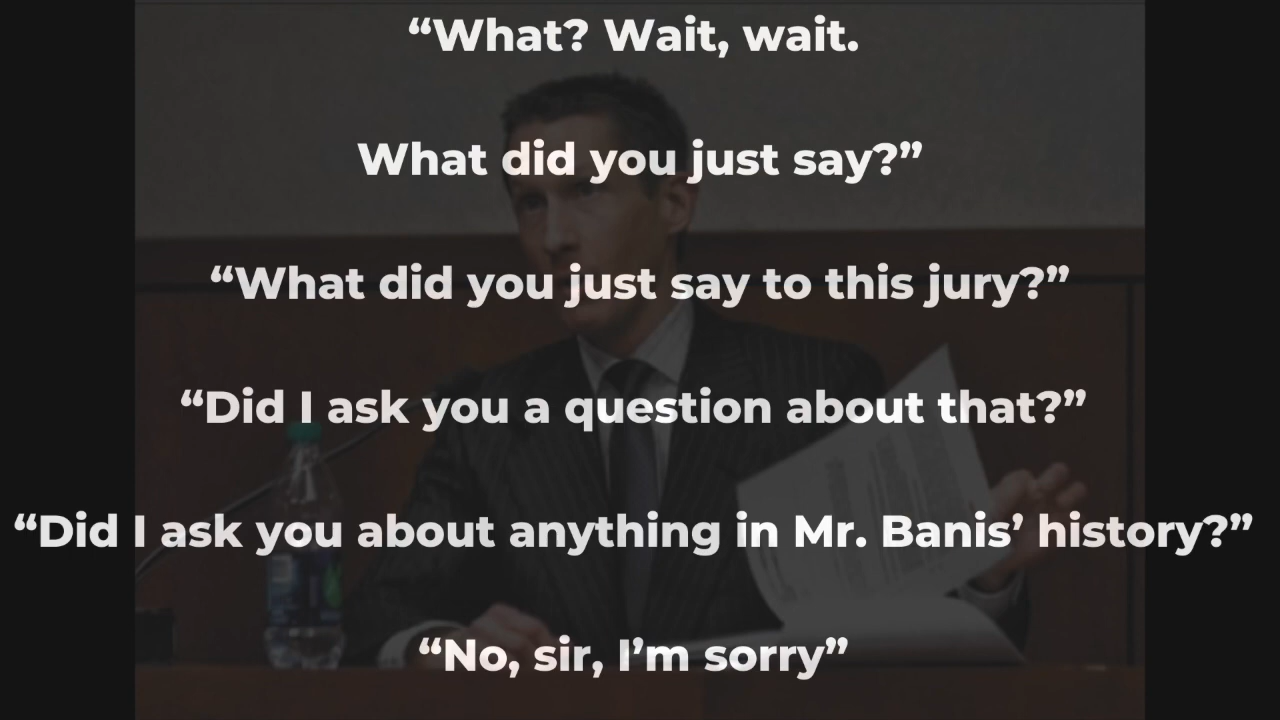 “What? Wait, wait.
What did you just say?”
“What did you just say to this jury?”
“Did I ask you a question about that?”
“Did I ask you about anything in Mr. Banis’ history?”
“No, sir, I’m sorry”